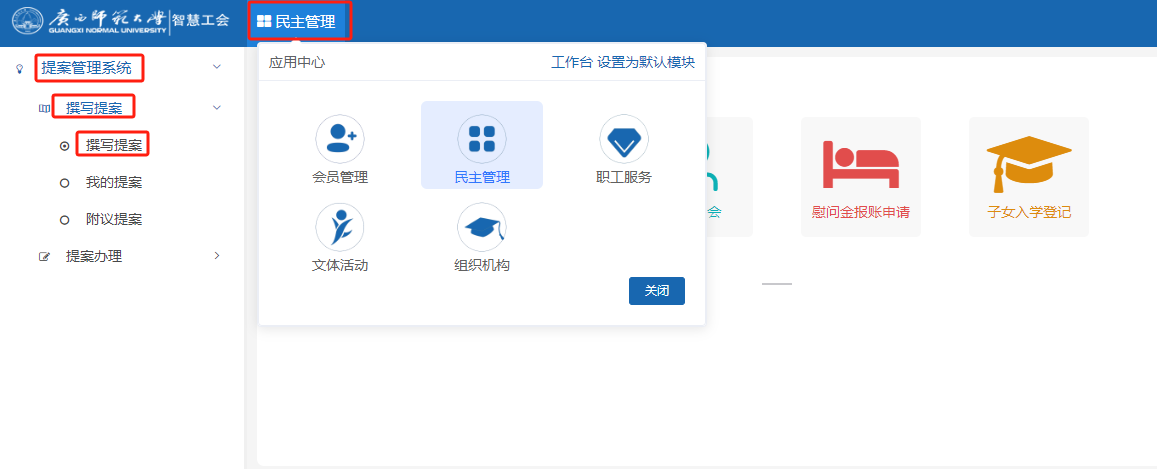 广西师范大学 智慧工会
GUANGXI NORMAL UNIVERSITY
民主管理
提案管理系统
撰写提案
撰写提案
我的提案
附议提案
提案办理
应用中心
工作台 设置为默认模块
会员管理
民主管理
职工服务
文体活动
组织机构
关闭
会
慰问金报账申请
子女入学登记